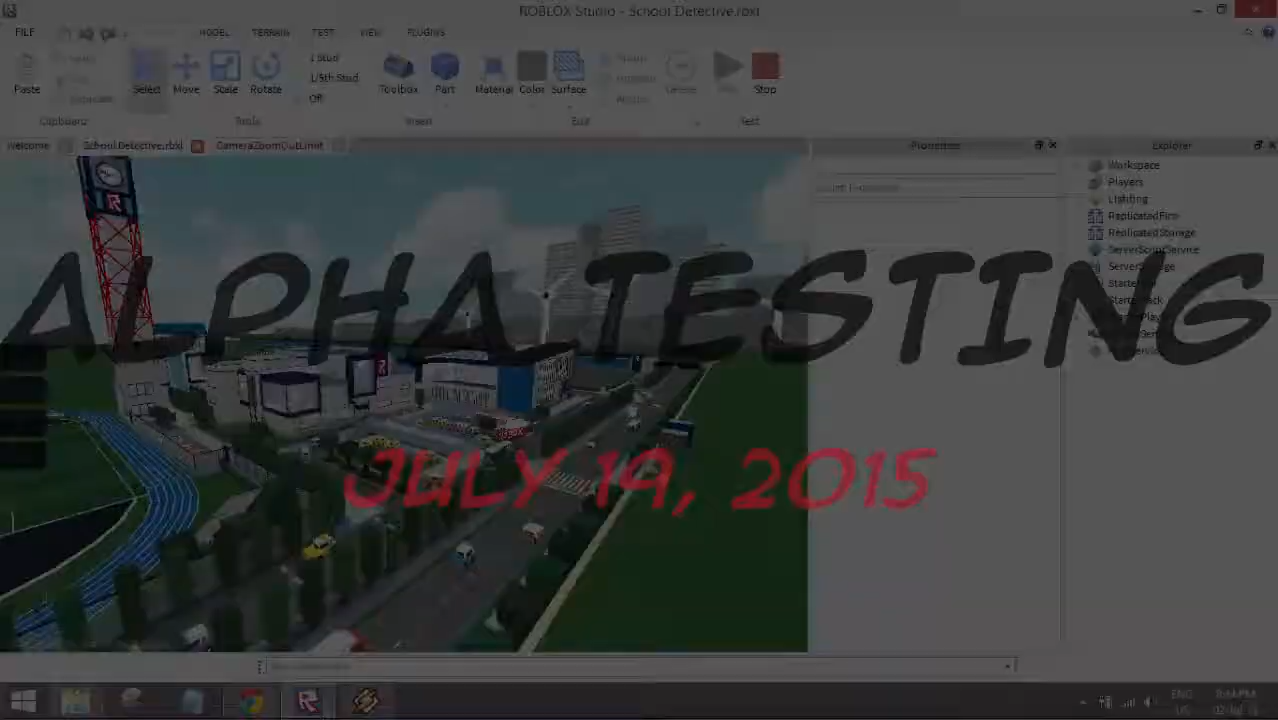 ROBLOX Studio - School Detective.rbxl
FILE MODEL TERRAIN TEST VIEW PLUGINS
1 Stud
1/5th Stud
Off
Paste Select Move Scale Rotate Toolbox Part Material Color Surface Stop
Clipboard Tools Insert Edit Test
Welcome School Detective.rbxl CameraZoomOutLimit Properties Explorer
Workspace
Players
Lighting
ReplicatedFirst
ReplicatedStorage
ServerScriptService
ServerStorage
ALPHA TESTING
JULY 19, 2015
ENG